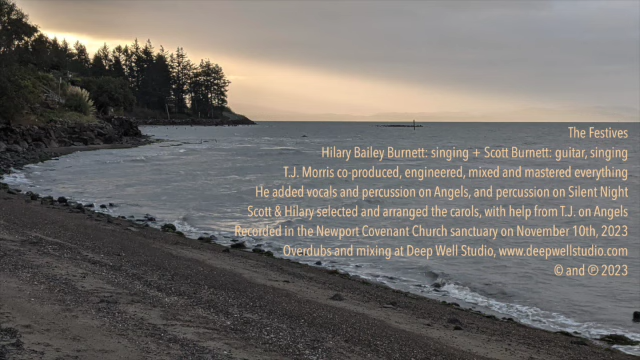 The Festives
Hilary Bailey Burnett: singing + Scott Burnett: guitar, singing
T.J. Morris co-produced, engineered, mixed and mastered everything
He added vocals and percussion on Angels, and percussion on Silent Night
Scott & Hilary selected and arranged the carols, with help from T.J. on Angels
Recorded in the Newport Covenant Church sanctuary on November 10th, 2023
Overdubs and mixing at Deep Well Studio, www.deepwellstudio.com
© and ℗ 2023